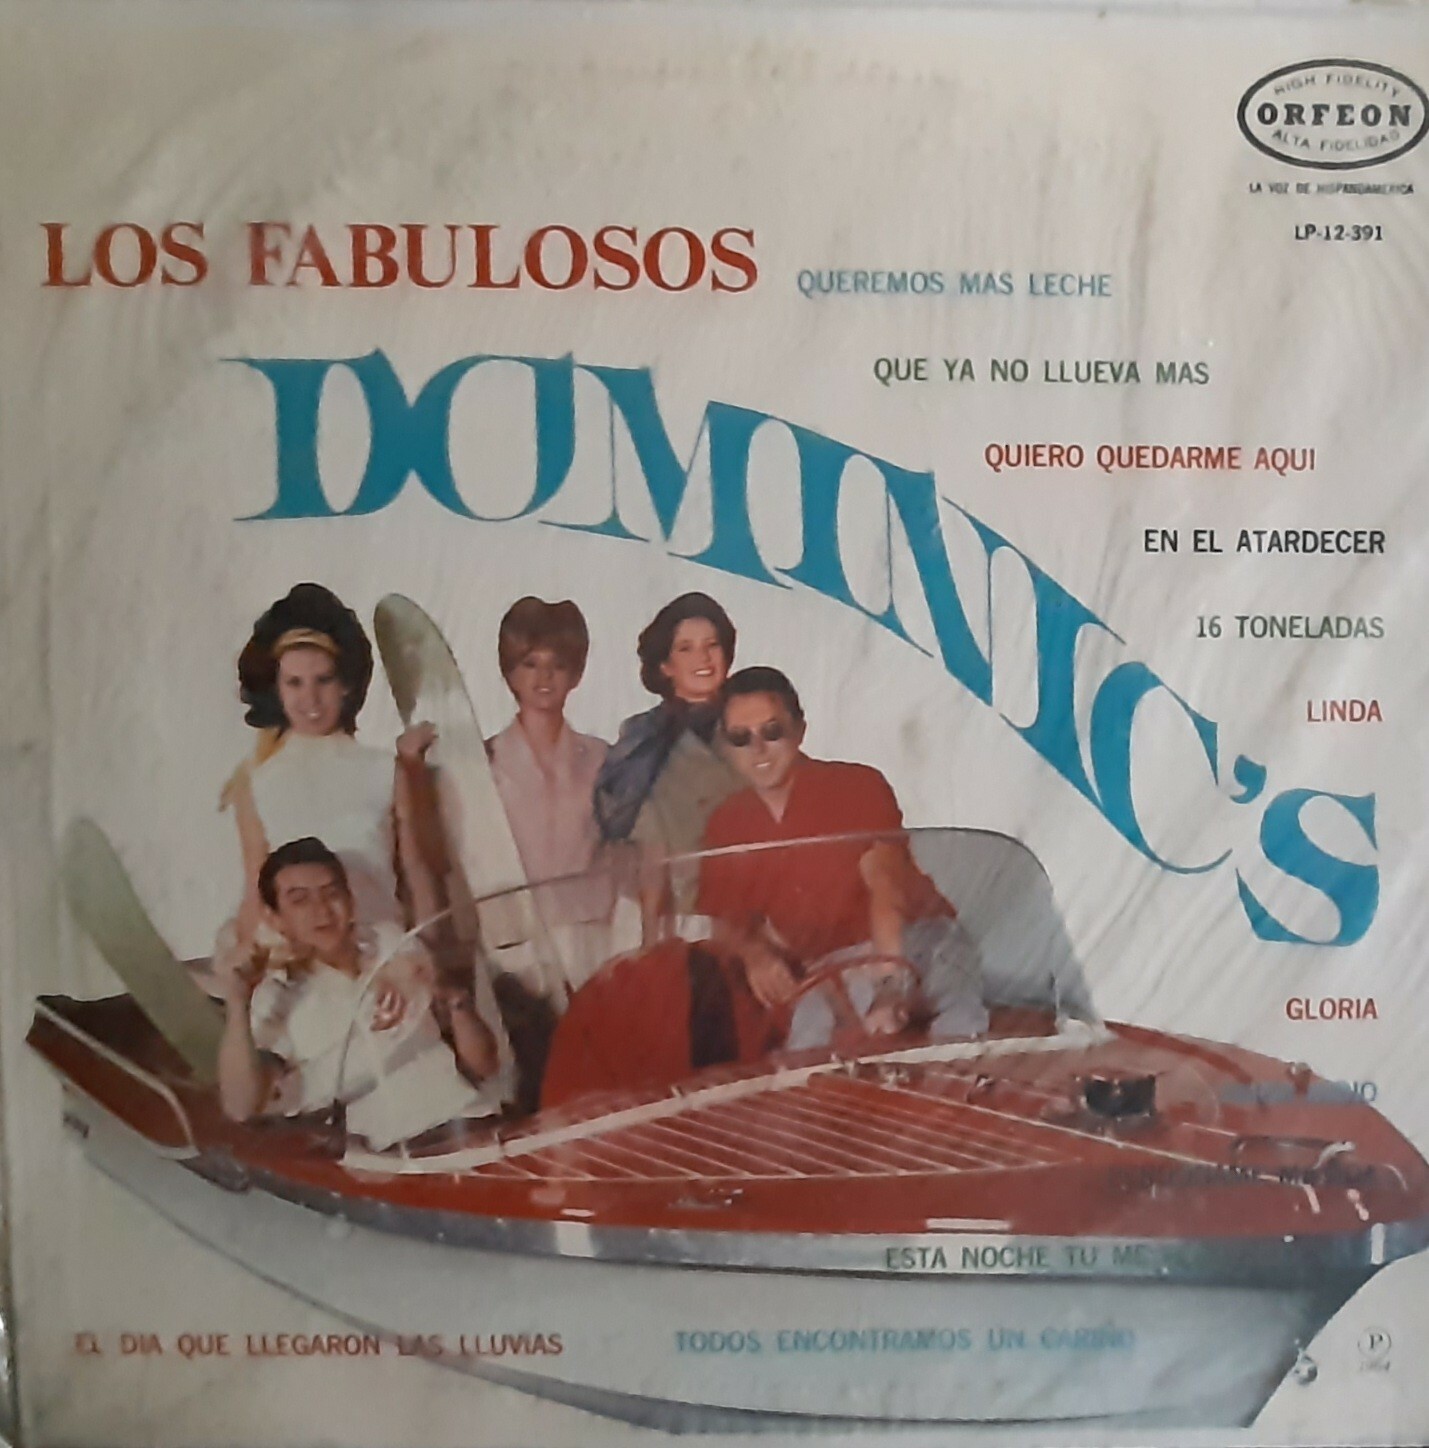 HIGH FIDELITY
ORFEON
ALTA FIDELIDAD
LA VOZ DE HISPANOAMERICA
LP-12-391
LOS FABULOSOS
DOMINIC'S
QUEREMOS MAS LECHE
QUE YA NO LLUEVA MAS
QUIERO QUEDARME AQUI
EN EL ATARDECER
16 TONELADAS
LINDA
GLORIA
ESTA NOCHE TU ME
EL DIA QUE LLEGARON LAS LLUVIAS
TODOS ENCONTRAMOS UN CARIÑO
P
1964